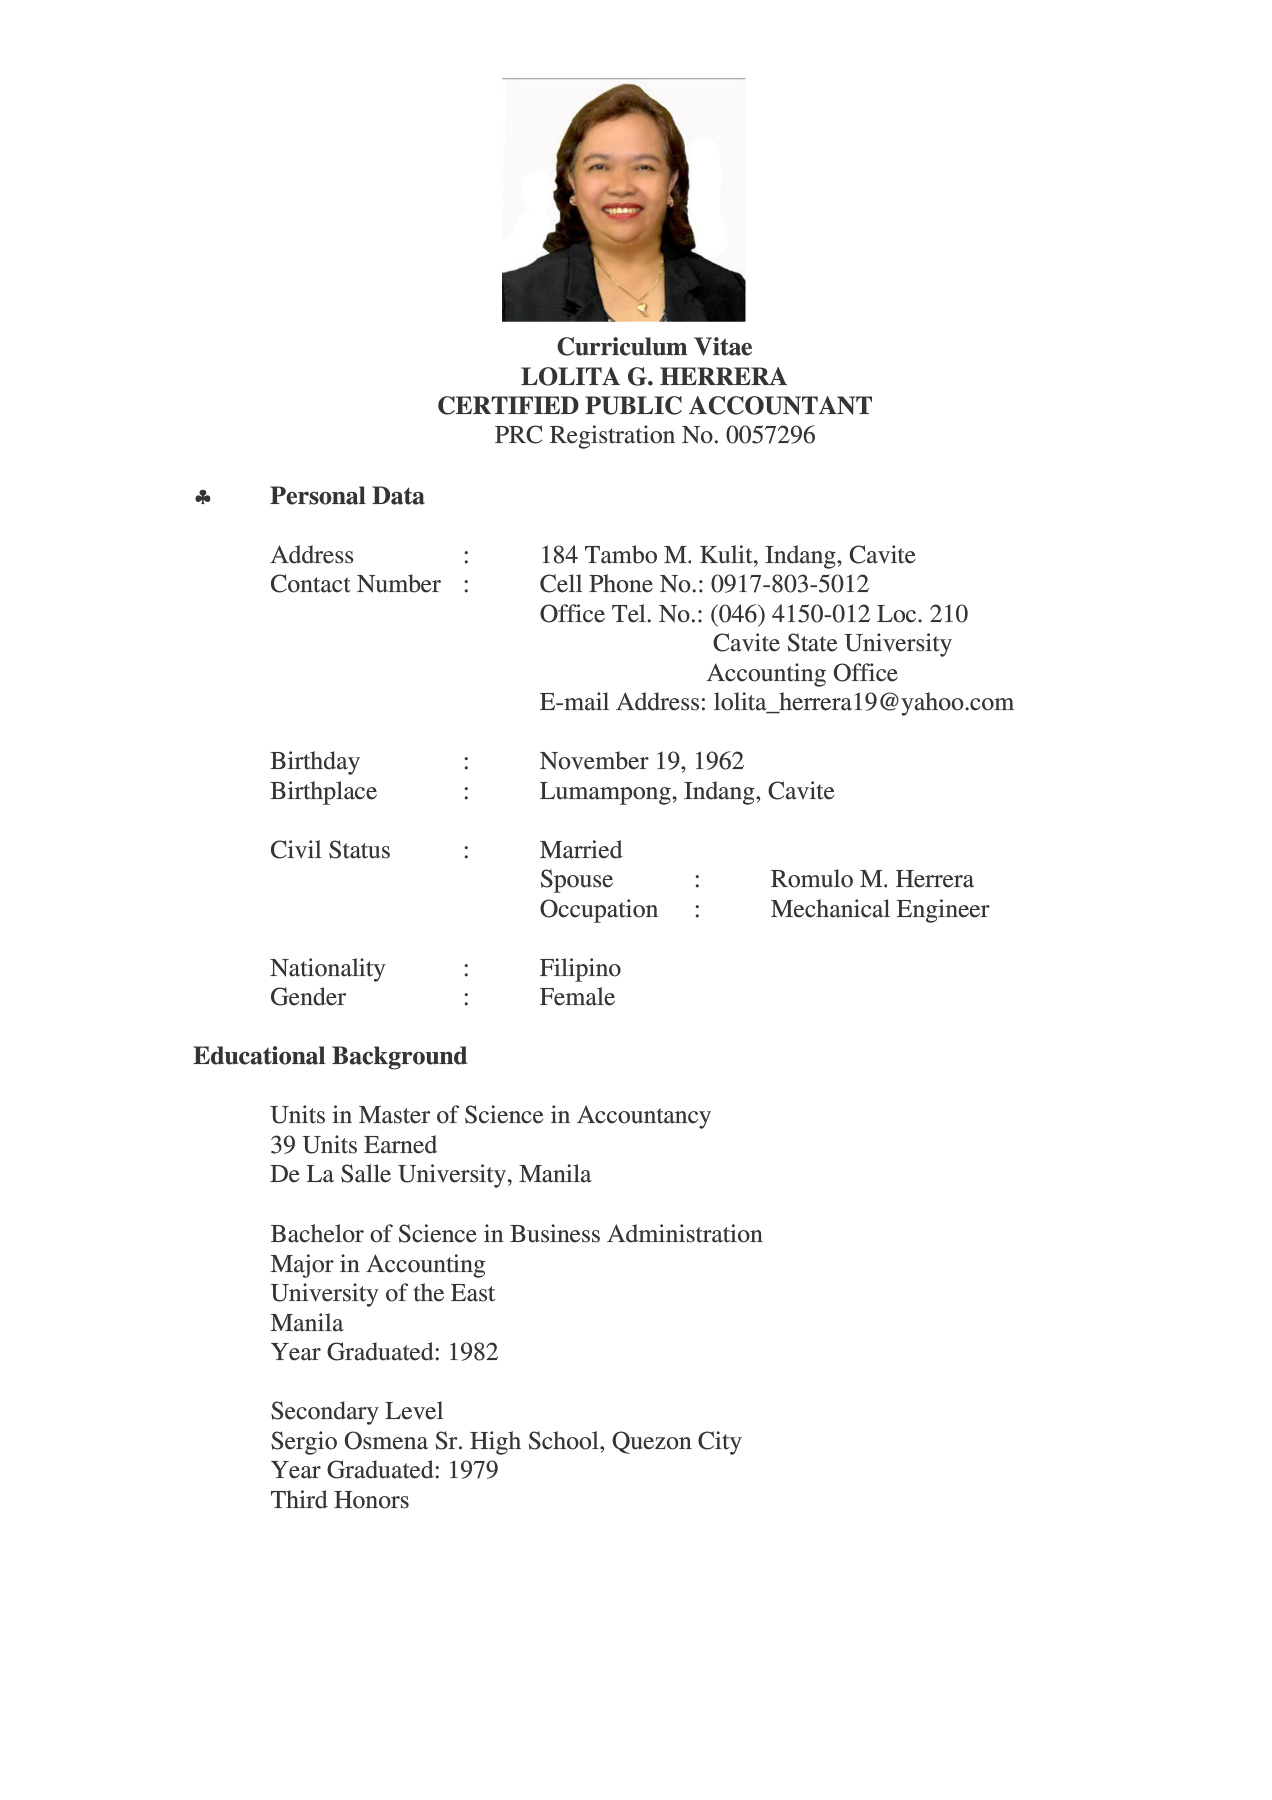 Curriculum Vitae
LOLITA G. HERRERA
CERTIFIED PUBLIC ACCOUNTANT
PRC Registration No. 0057296
♣ Personal Data
Address : 184 Tambo M. Kulit, Indang, Cavite
Contact Number : Cell Phone No.: 0917-803-5012
Office Tel. No.: (046) 4150-012 Loc. 210
Cavite State University
Accounting Office
E-mail Address: lolita_herrera19@yahoo.com
Birthday : November 19, 1962
Birthplace : Lumampong, Indang, Cavite
Civil Status : Married
Spouse : Romulo M. Herrera
Occupation : Mechanical Engineer
Nationality : Filipino
Gender : Female
Educational Background
Units in Master of Science in Accountancy
39 Units Earned
De La Salle University, Manila
Bachelor of Science in Business Administration
Major in Accounting
University of the East
Manila
Year Graduated: 1982
Secondary Level
Sergio Osmena Sr. High School, Quezon City
Year Graduated: 1979
Third Honors